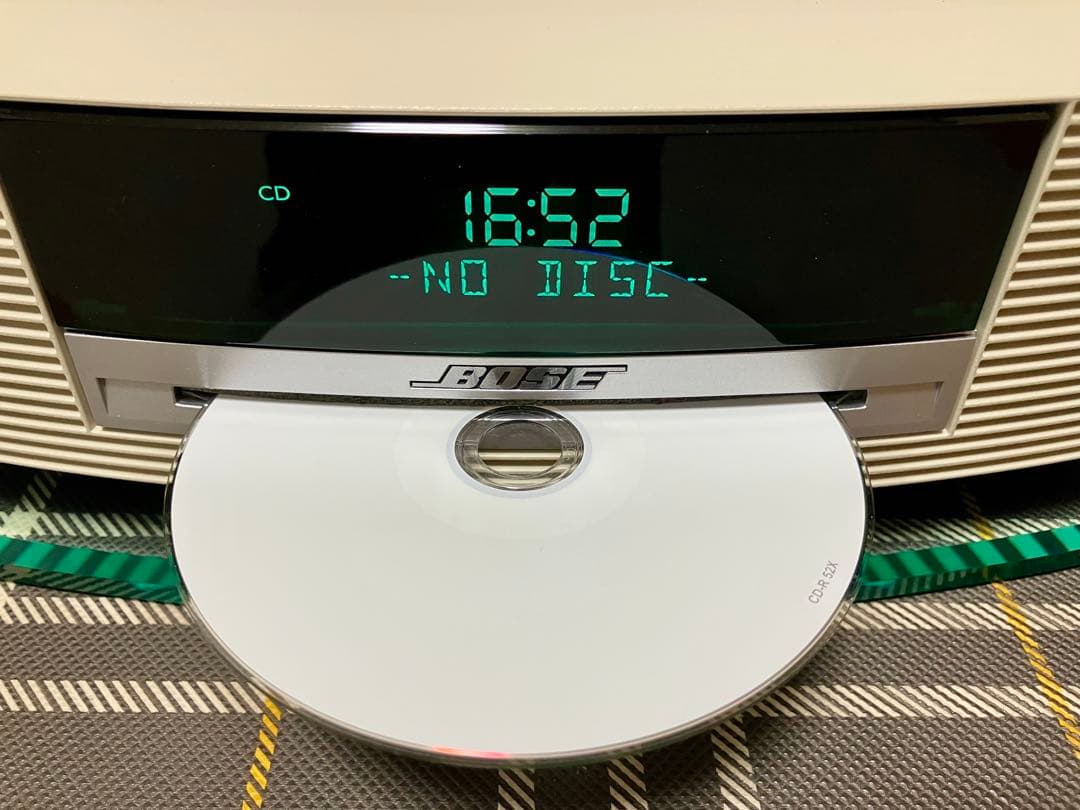 CD
16:52
-NO DISC-
BOSE
CD-R 52X